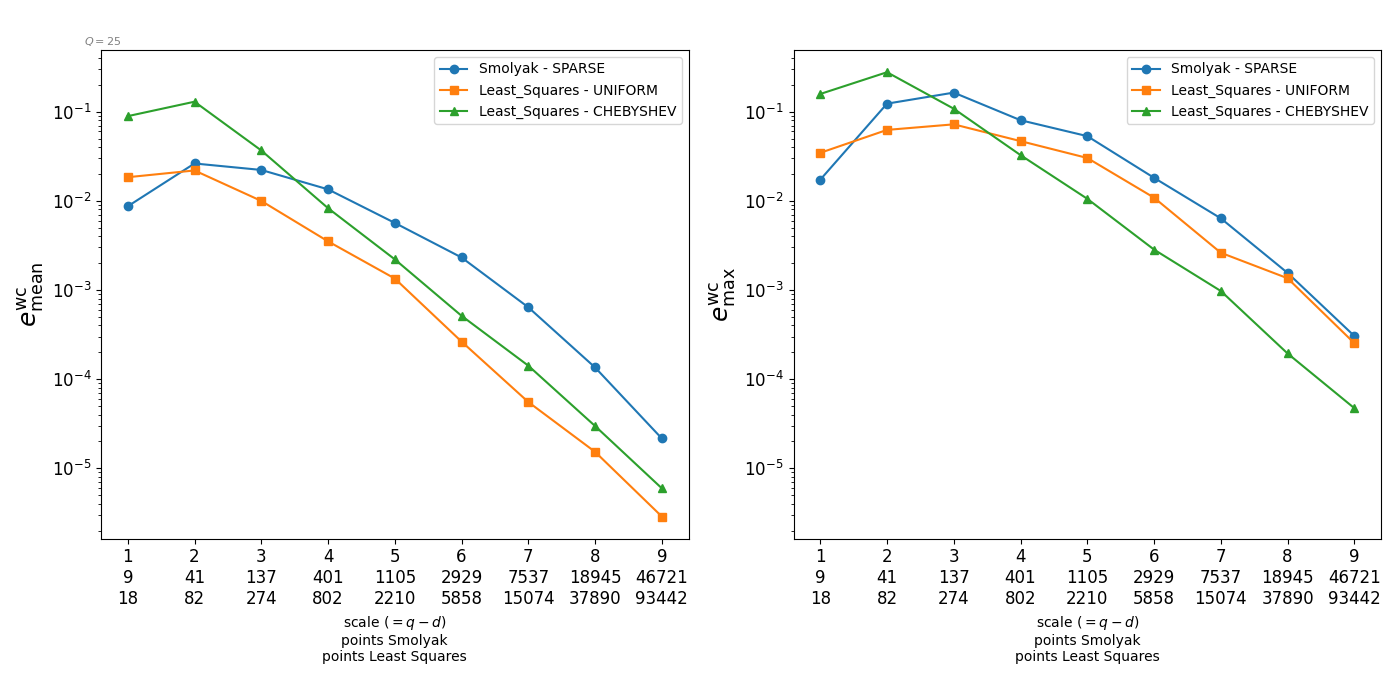 Q = 25
Smolyak - SPARSE
Least_Squares - UNIFORM
Least_Squares - CHEBYSHEV
10⁻¹
10⁻²
10⁻³
10⁻⁴
10⁻⁵
e^wc_mean
1 2 3 4 5 6 7 8 9
9 41 137 401 1105 2929 7537 18945 46721
18 82 274 802 2210 5858 15074 37890 93442
scale (= q − d)
points Smolyak
points Least Squares
Smolyak - SPARSE
Least_Squares - UNIFORM
Least_Squares - CHEBYSHEV
10⁻¹
10⁻²
10⁻³
10⁻⁴
10⁻⁵
e^wc_max
1 2 3 4 5 6 7 8 9
9 41 137 401 1105 2929 7537 18945 46721
18 82 274 802 2210 5858 15074 37890 93442
scale (= q − d)
points Smolyak
points Least Squares